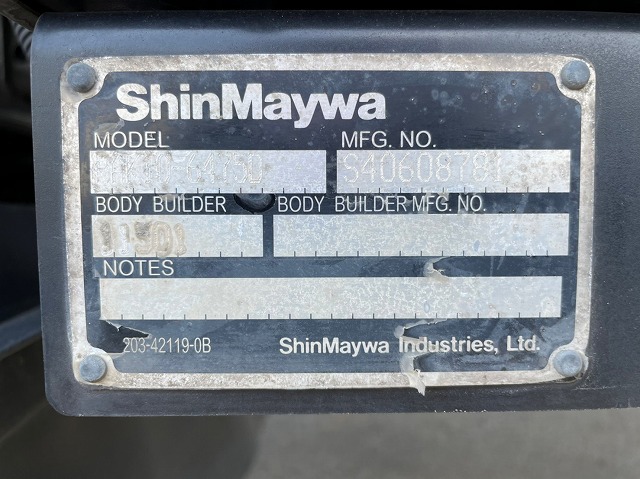 ShinMaywa
MODEL MFG. NO.
S40608781
BODY BUILDER BODY BUILDER MFG. NO.
NOTES
203-42119-0B ShinMaywa Industries, Ltd.